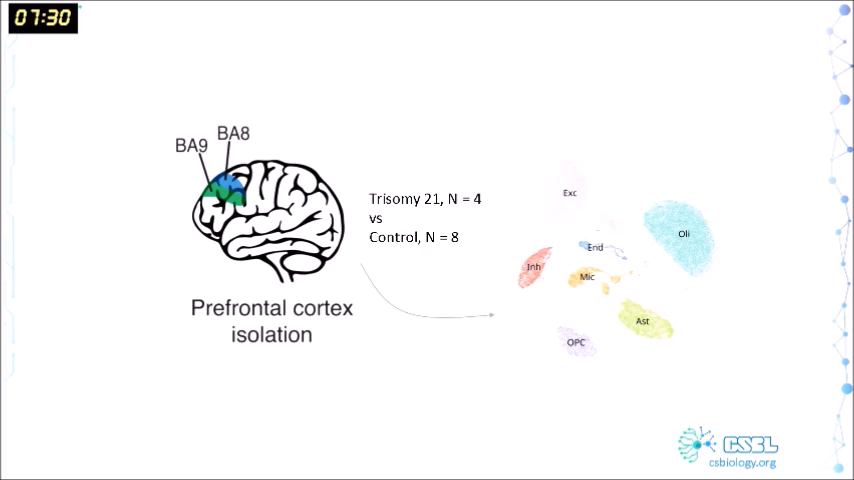 07:30
BA8
BA9
Trisomy 21, N = 4
vs
Control, N = 8
Prefrontal cortex
isolation
Exc
Oli
End
Inh
Mic
Ast
OPC
CSBL
csbiology.org